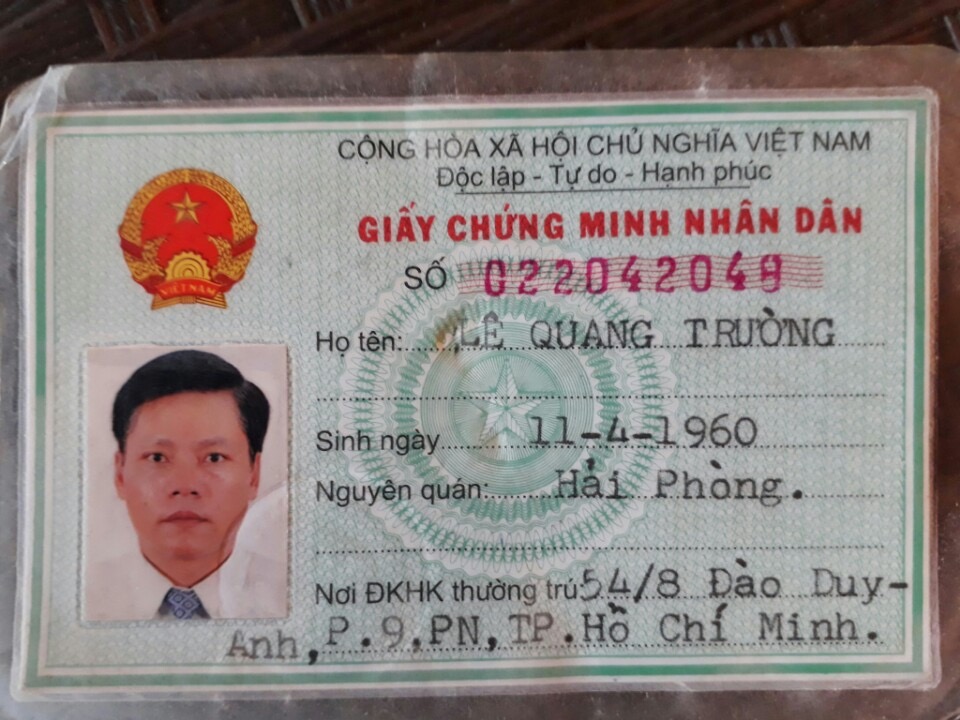 CỘNG HÒA XÃ HỘI CHỦ NGHĨA VIỆT NAM
Độc lập - Tự do - Hạnh phúc
GIẤY CHỨNG MINH NHÂN DÂN
SỐ 022042048
VIỆT NAM
Họ tên: LÊ QUANG TRƯỜNG
Sinh ngày 11-4-1960
Nguyên quán: Hải Phòng.
Nơi ĐKHK thường trú: 54/8 Đào Duy-
Anh, P.9, PN, TP. Hồ Chí Minh.